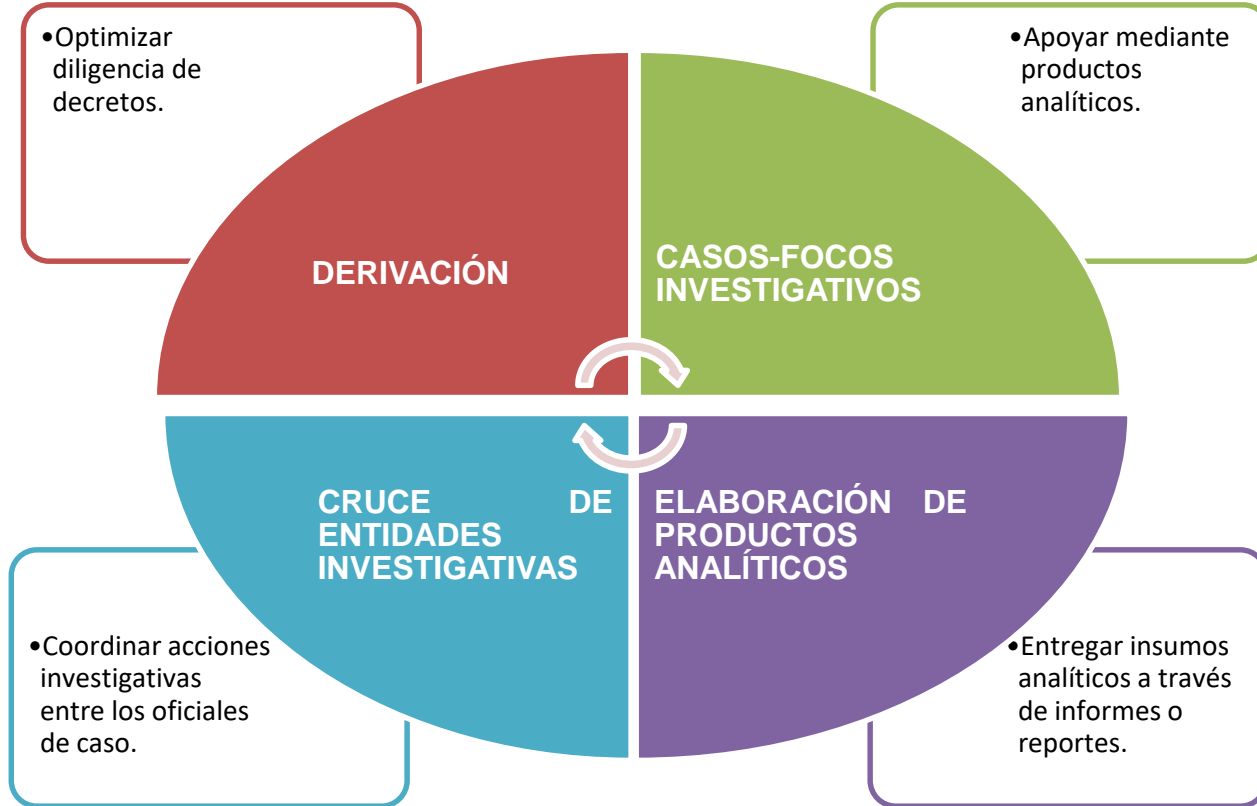 •Optimizar
diligencia de
decretos.
•Apoyar mediante
productos
analíticos.
DERIVACIÓN
CASOS-FOCOS
INVESTIGATIVOS
CRUCE DE
ENTIDADES
INVESTIGATIVAS
ELABORACIÓN DE
PRODUCTOS
ANALÍTICOS
•Coordinar acciones
investigativas
entre los oficiales
de caso.
•Entregar insumos
analíticos a través
de informes o
reportes.